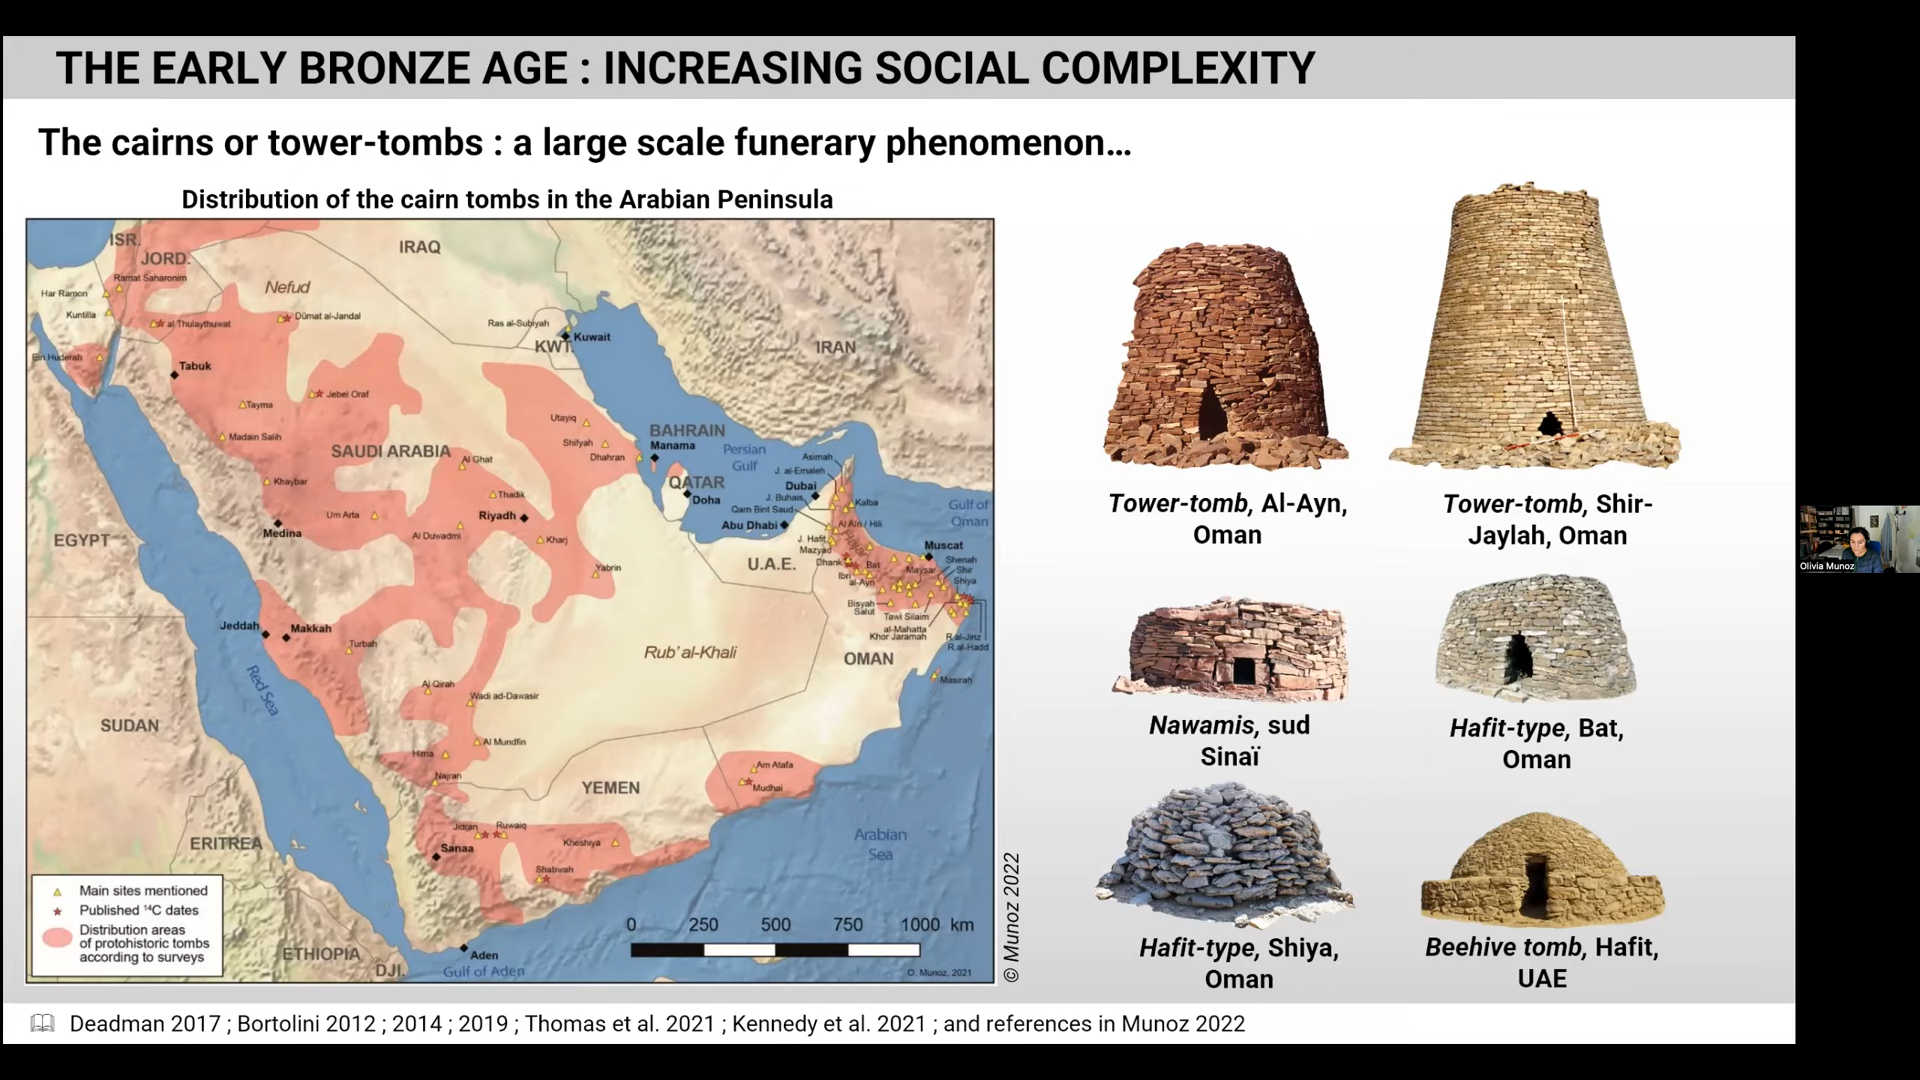 THE EARLY BRONZE AGE : INCREASING SOCIAL COMPLEXITY
The cairns or tower-tombs : a large scale funerary phenomenon...
Distribution of the cairn tombs in the Arabian Peninsula
ISR.
JORD.
IRAQ
Ramat Saharonim
Har Ramon
Nefud
Kuntilla
al Thulaythuwat
Dûmat al-Jandal
Ras al-Subiyah
Kuwait
KWT.
IRAN
Ein Huderats
Tabuk
Jebel Oraf
Tayma
Utayiq
Madain Salih
BAHRAIN
Manama
Shifyah
SAUDI ARABIA
Persian
Gulf
Dhahran
Al Ghat
Asimah
J. al-Emaleh
QATAR
Dubai
Khaybar
Thadik
Doha
J. Buhais
Kalba
Gulf of
Oman
Qarn Bint Saud
Um Arta
Riyadh
Abu Dhabi
Al Ain / Hili
Medina
Al Duwadmi
Kharj
J. Hafit
Hajar
Muscat
EGYPT
Mazyad
Dhank
Bat
Shenah
U.A.E.
Yabrin
Maysar
Shir
Ibri
al-Ayn
Shiya
Bisyah
Salut
Jeddah
Makkah
Tawi Silaim
al-Mahatta
Khor Jaramah
R.al-Jinz
R.al-Hadd
Turbah
Rub' al-Khali
OMAN
Red Sea
Al Qirah
Masirah
Wadi ad-Dawasir
SUDAN
Al Mundfin
Hima
Najran
Am Atafa
YEMEN
Mudhai
Jidran
Ruwaiq
ERITREA
Sanaa
Kheshiya
Arabian
Sea
Shabwah
Main sites mentioned
Published ¹⁴C dates
Distribution areas
of protohistoric tombs
according to surveys
0 250 500 750 1000 km
ETHIOPIA
DJI.
Aden
Gulf of Aden
O. Munoz, 2021
© Munoz 2022
Tower-tomb, Al-Ayn,
Oman
Tower-tomb, Shir-
Jaylah, Oman
Nawamis, sud
Sinaï
Hafit-type, Bat,
Oman
Hafit-type, Shiya,
Oman
Beehive tomb, Hafit,
UAE
Deadman 2017 ; Bortolini 2012 ; 2014 ; 2019 ; Thomas et al. 2021 ; Kennedy et al. 2021 ; and references in Munoz 2022
Olivia Munoz